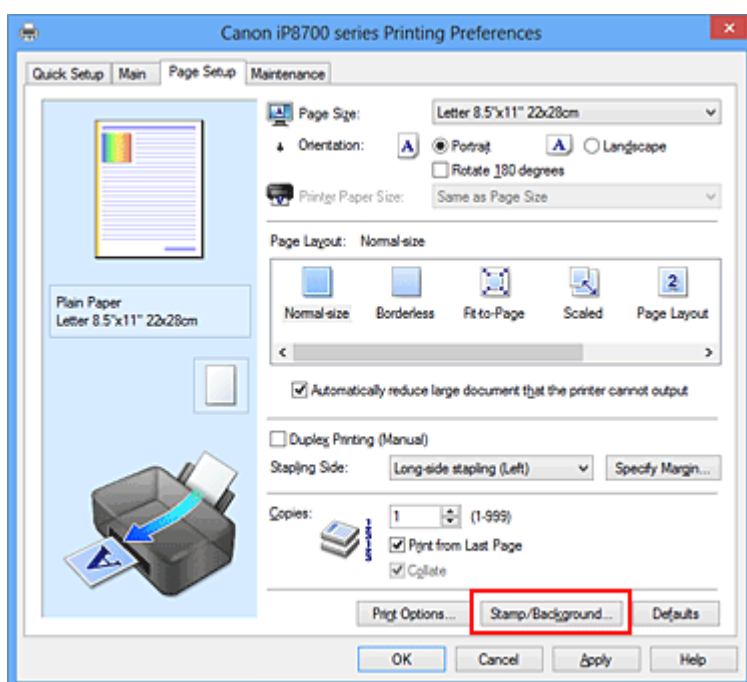 Canon iP8700 series Printing Preferences
Quick Setup Main Page Setup Maintenance
Page Size: Letter 8.5"x11" 22x28cm
Orientation: A Portrait A Landscape
Rotate 180 degrees
Printer Paper Size: Same as Page Size
Page Layout: Normal-size
2
Normal-size Borderless Fit-to-Page Scaled Page Layout
Plain Paper
Letter 8.5"x11" 22x28cm
Automatically reduce large document that the printer cannot output
Duplex Printing (Manual)
Stapling Side: Long-side stapling (Left) Specify Margin...
Copies: 1 (1-999)
Print from Last Page
Collate
A
Print Options... Stamp/Background... Defaults
OK Cancel Apply Help